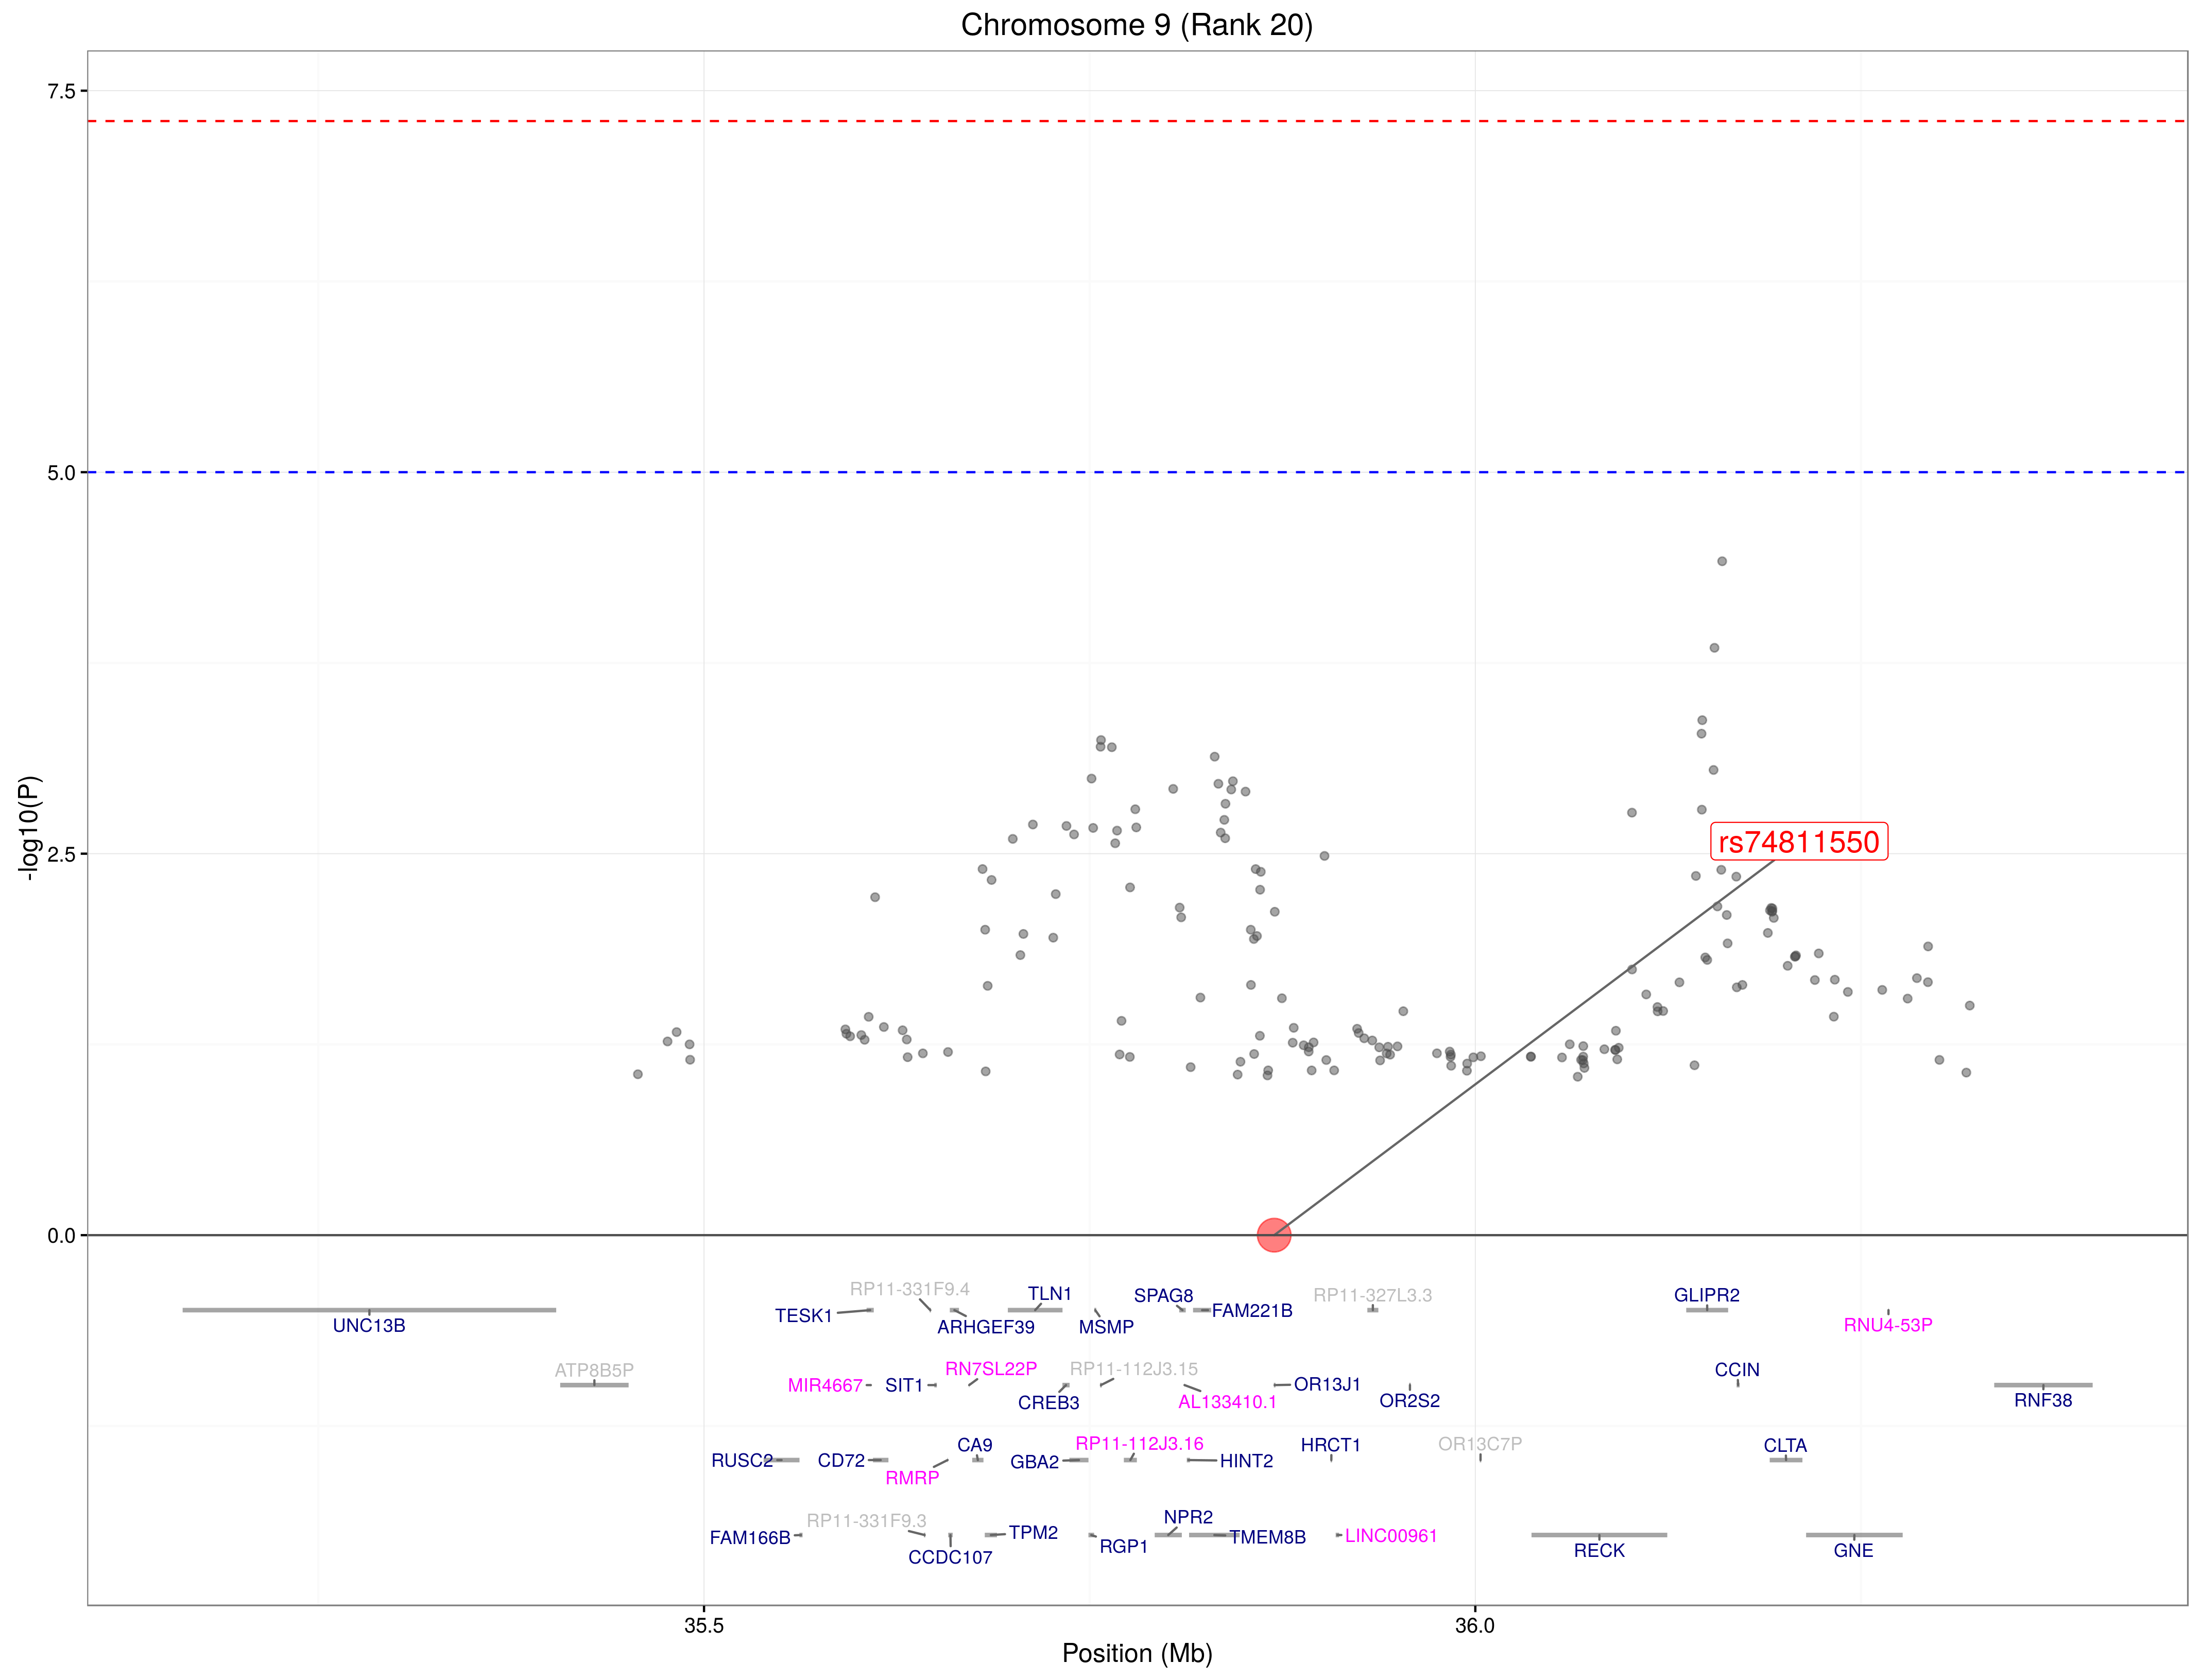 Chromosome 9 (Rank 20)
7.5
5.0
2.5
0.0
-log10(P)
rs74811550
RP11-331F9.4
TLN1
SPAG8
RP11-327L3.3
GLIPR2
TESK1
FAM221B
UNC13B
ARHGEF39
MSMP
RNU4-53P
ATP8B5P
RN7SL22P
RP11-112J3.15
CCIN
MIR4667
SIT1
OR13J1
CREB3
AL133410.1
OR2S2
RNF38
CA9
RP11-112J3.16
HRCT1
OR13C7P
CLTA
RUSC2
CD72
GBA2
HINT2
RMRP
RP11-331F9.3
NPR2
FAM166B
TPM2
TMEM8B
LINC00961
CCDC107
RGP1
RECK
GNE
35.5
36.0
Position (Mb)